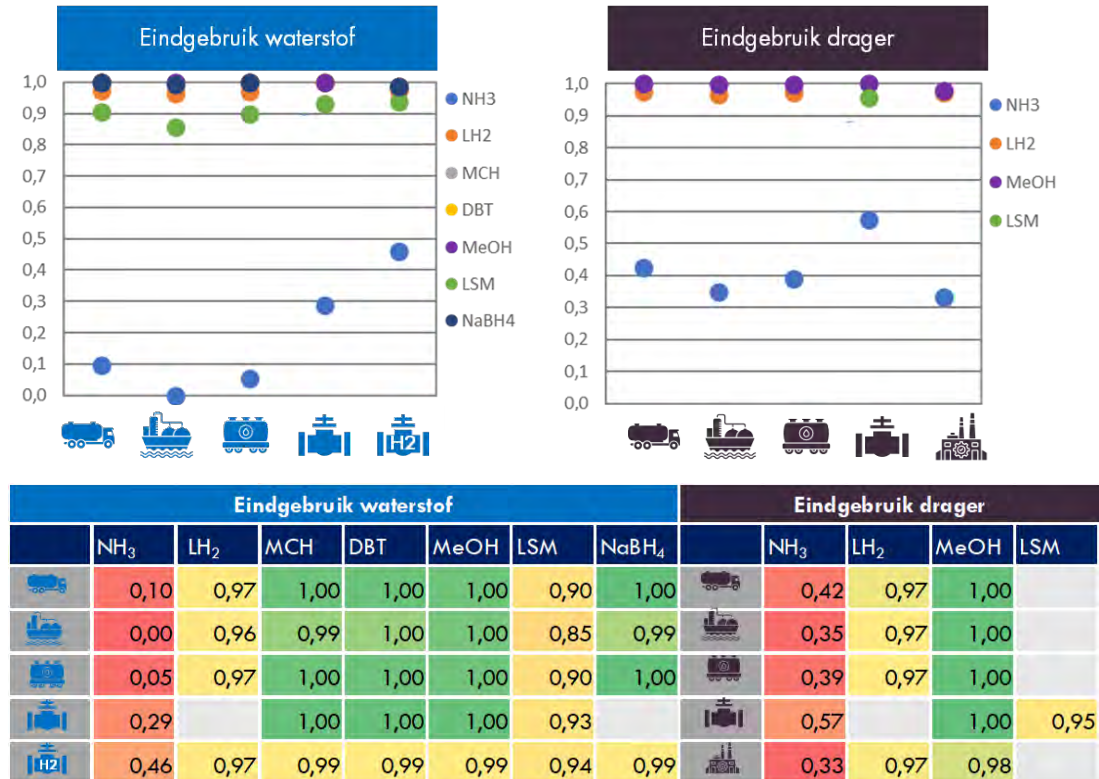 Eindgebruik waterstof
1,0
0,9
0,8
0,7
0,6
0,5
0,4
0,3
0,2
0,1
0,0
NH3
LH2
MCH
DBT
MeOH
LSM
NaBH4
H2
Eindgebruik drager
1,0
0,9
0,8
0,7
0,6
0,5
0,4
0,3
0,2
0,1
0,0
NH3
LH2
MeOH
LSM
Eindgebruik waterstof Eindgebruik drager
NH₃ LH₂ MCH DBT MeOH LSM NaBH₄ NH₃ LH₂ MeOH LSM
0,10 0,97 1,00 1,00 1,00 0,90 1,00 0,42 0,97 1,00
0,00 0,96 0,99 1,00 1,00 0,85 0,99 0,35 0,97 1,00
0,05 0,97 1,00 1,00 1,00 0,90 1,00 0,39 0,97 1,00
0,29 1,00 1,00 1,00 0,93 0,57 1,00 0,95
H2 0,46 0,97 0,99 0,99 0,99 0,94 0,99 0,33 0,97 0,98